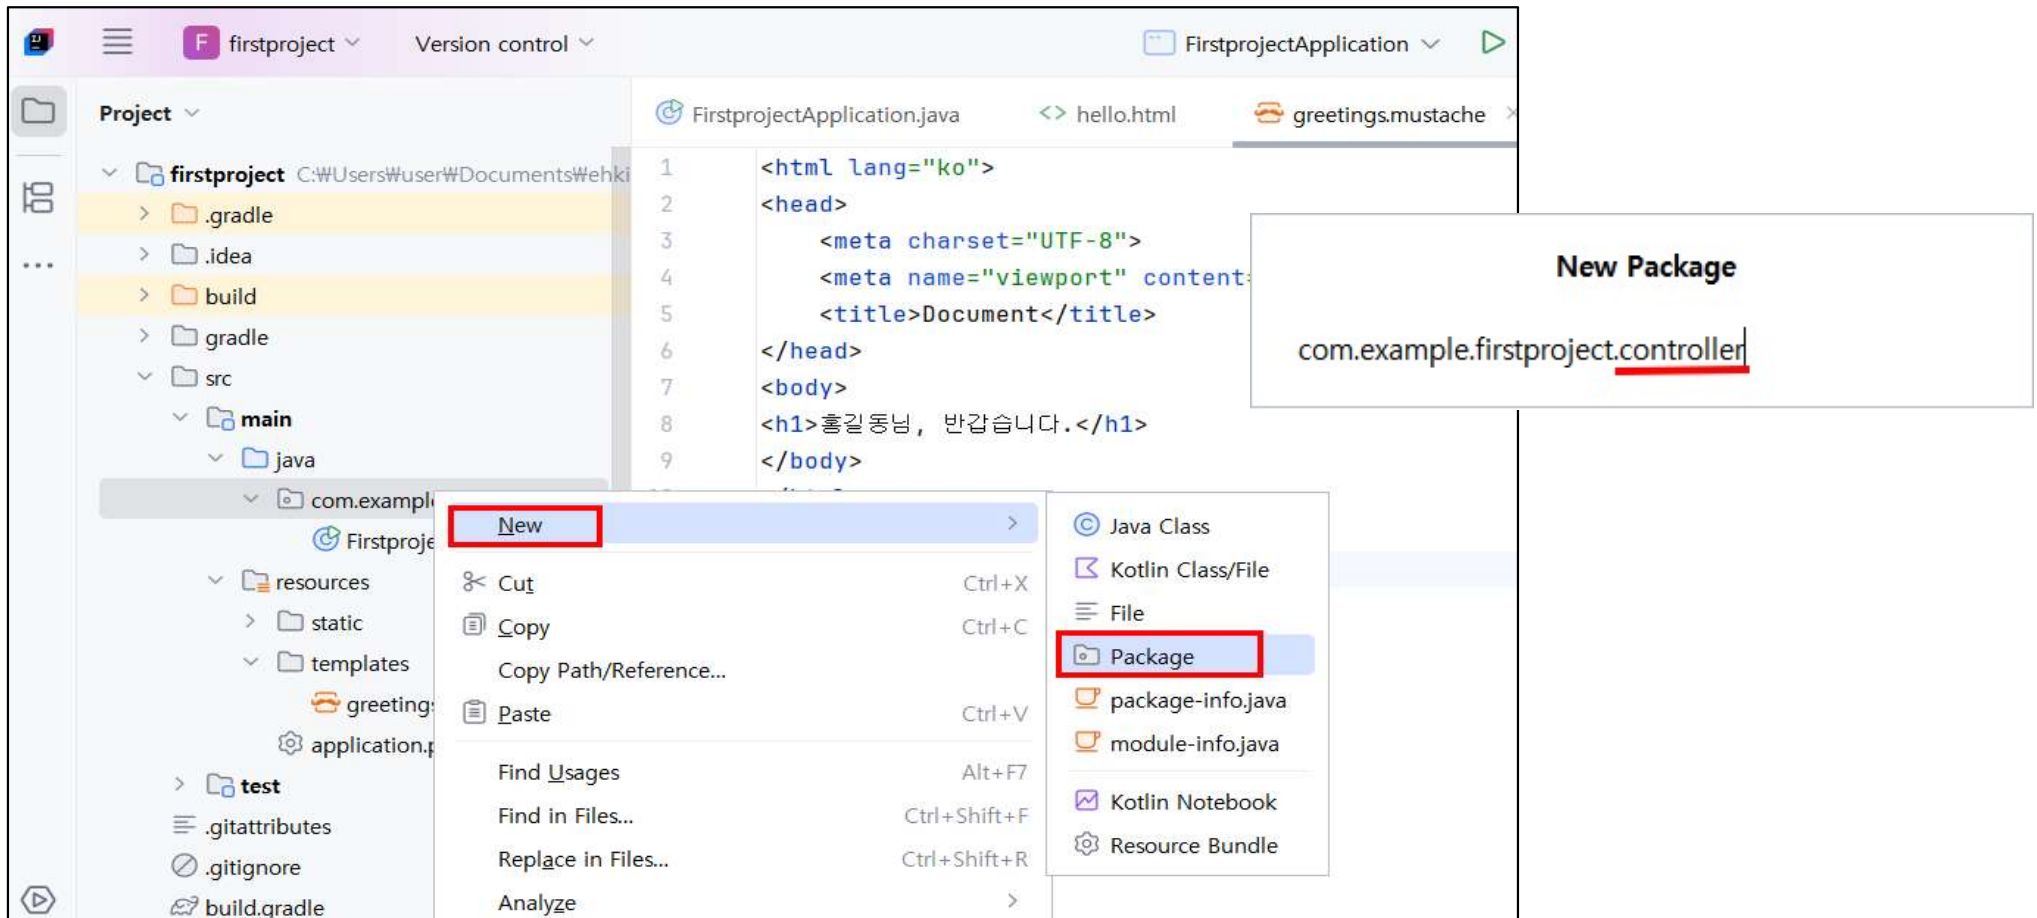 F firstproject Version control FirstprojectApplication
Project
FirstprojectApplication.java <> hello.html greetings.mustache
firstproject C:₩Users₩user₩Documents₩ehki
.gradle
.idea
build
gradle
src
main
java
com.example
Firstproje
resources
static
templates
greetings
application.p
test
.gitattributes
.gitignore
build.gradle
1 <html lang="ko">
2 <head>
3 <meta charset="UTF-8">
4 <meta name="viewport" content=
5 <title>Document</title>
6 </head>
7 <body>
8 <h1>홍길동님, 반갑습니다.</h1>
9 </body>
New
Cut Ctrl+X
Copy Ctrl+C
Copy Path/Reference...
Paste Ctrl+V
Find Usages Alt+F7
Find in Files... Ctrl+Shift+F
Replace in Files... Ctrl+Shift+R
Analyze
Java Class
Kotlin Class/File
File
Package
package-info.java
module-info.java
Kotlin Notebook
Resource Bundle
New Package
com.example.firstproject.controller